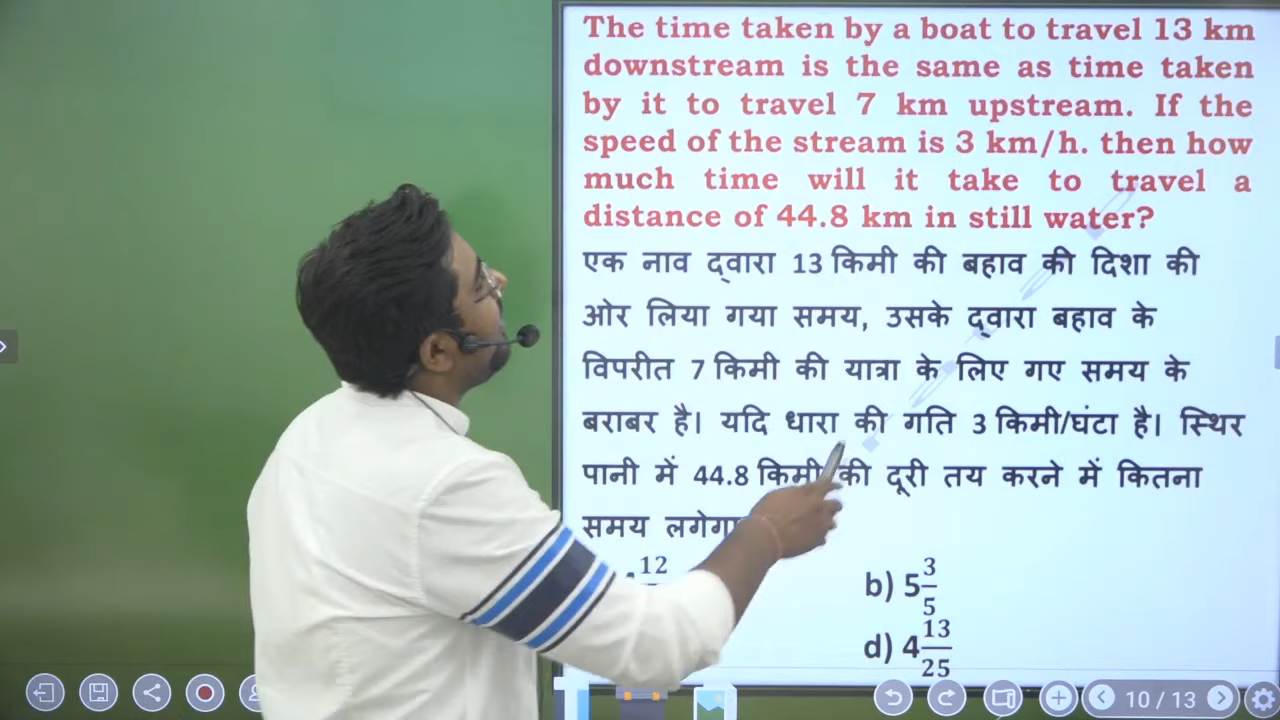 The time taken by a boat to travel 13 km
downstream is the same as time taken
by it to travel 7 km upstream. If the
speed of the stream is 3 km/h. then how
much time will it take to travel a
distance of 44.8 km in still water?
एक नाव द्वारा 13 किमी की बहाव की दिशा की
ओर लिया गया समय, उसके द्वारा बहाव के
विपरीत 7 किमी की यात्रा के लिए गए समय के
बराबर है। यदि धारा की गति 3 किमी/घंटा है। स्थिर
पानी में 44.8 किमी की दूरी तय करने में कितना
समय लगेगा
12
b) 5 3/5
d) 4 13/25
10 / 13